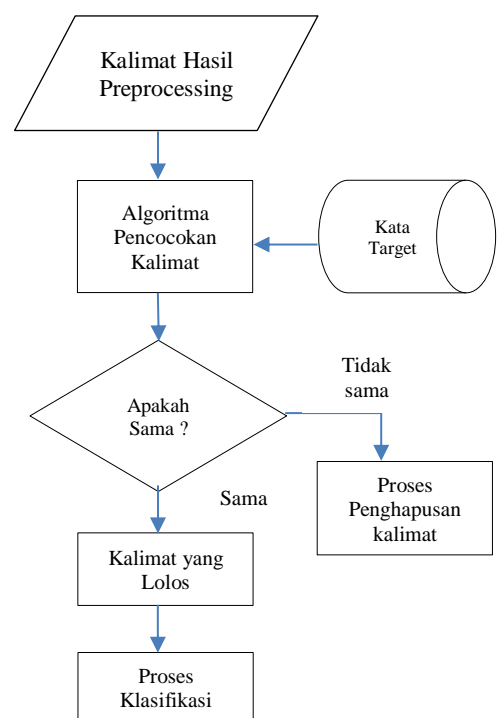 Kalimat Hasil
Preprocessing
Algoritma
Pencocokan
Kalimat
Kata
Target
Apakah
Sama ?
Tidak
sama
Sama
Proses
Penghapusan
kalimat
Kalimat yang
Lolos
Proses
Klasifikasi